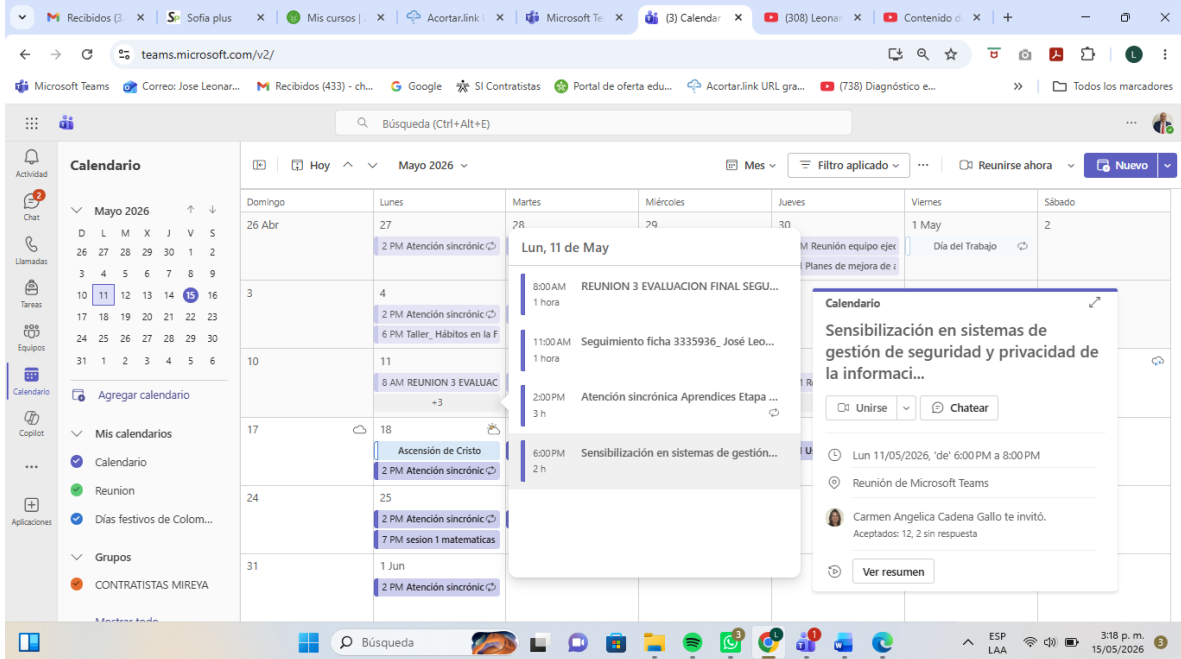 Recibidos (3
Sofia plus
Mis cursos |
Acortar.link
Microsoft Te
(3) Calendar
(308) Leonar
Contenido d
teams.microsoft.com/v2/
Microsoft Teams
Correo: Jose Leonar...
Recibidos (433) - ch...
Google
SI Contratistas
Portal de oferta edu...
Acortar.link URL gra...
(738) Diagnóstico e...
Todos los marcadores
Búsqueda (Ctrl+Alt+E)
Actividad
2
Chat
Llamadas
Tareas
Equipos
Calendario
Copilot
Aplicaciones
Calendario
Mayo 2026
D L M X J V S
26 27 28 29 30 1 2
3 4 5 6 7 8 9
10 11 12 13 14 15 16
17 18 19 20 21 22 23
24 25 26 27 28 29 30
31 1 2 3 4 5 6
Agregar calendario
Mis calendarios
Calendario
Reunion
Días festivos de Colom...
Grupos
CONTRATISTAS MIREYA
Mostrar todo
Hoy
Mayo 2026
Mes
Filtro aplicado
Reunirse ahora
Nuevo
Domingo Lunes Martes Miércoles Jueves Viernes Sábado
26 Abr 27 28 29 30 1 May 2
2 PM Atención sincrónic
M Reunión equipo ejec
Planes de mejora de
Día del Trabajo
3 4
2 PM Atención sincrónic
6 PM Taller_ Hábitos en la F
10 11
8 AM REUNION 3 EVALUAC
+3
17 18
Ascensión de Cristo
2 PM Atención sincrónic
24 25
2 PM Atención sincrónic
7 PM sesion 1 matematicas
31 1 Jun
2 PM Atención sincrónic
Lun, 11 de May
8:00 AM REUNION 3 EVALUACION FINAL SEGU...
1 hora
11:00 AM Seguimiento ficha 3335936_ José Leo...
1 hora
2:00 PM Atención sincrónica Aprendices Etapa ...
3 h
6:00 PM Sensibilización en sistemas de gestión...
2 h
Calendario
Sensibilización en sistemas de
gestión de seguridad y privacidad de
la informaci...
Unirse
Chatear
Lun 11/05/2026, 'de' 6:00 PM a 8:00 PM
Reunión de Microsoft Teams
Carmen Angelica Cadena Gallo te invitó.
Aceptados: 12, 2 sin respuesta
Ver resumen
Búsqueda
ESP
LAA
3:18 p. m.
15/05/2026
3